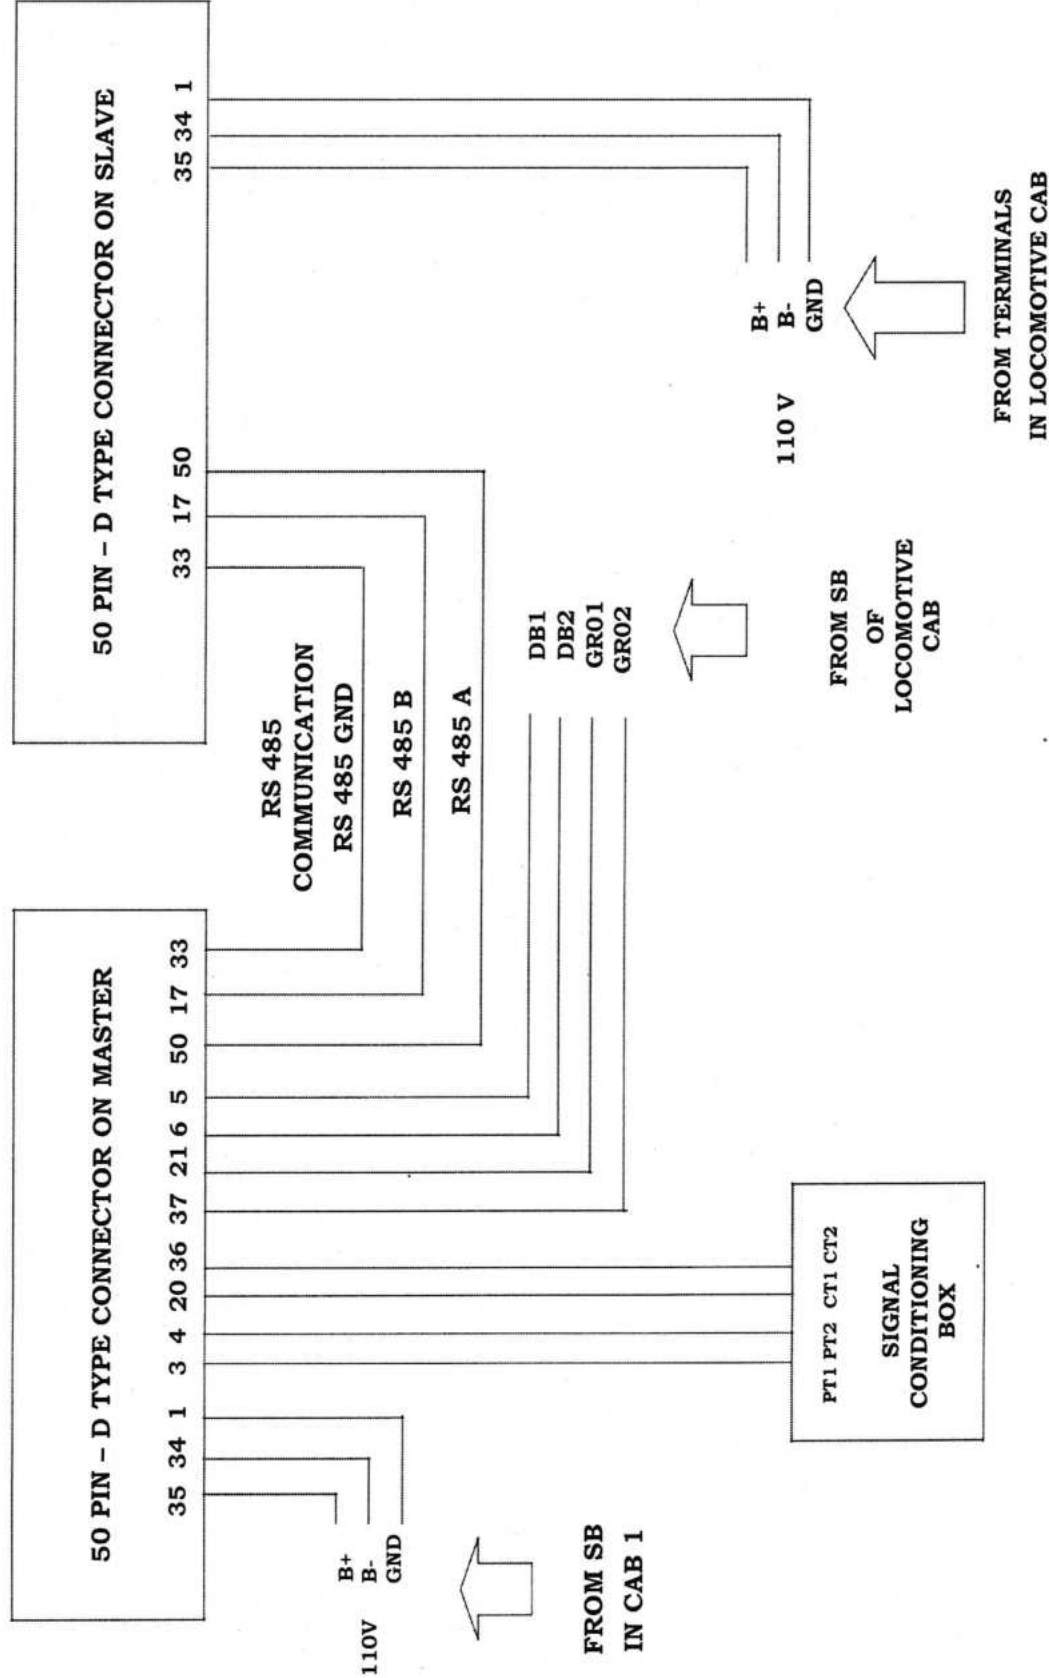 50 PIN – D TYPE CONNECTOR ON MASTER
35 34 1 3 4 20 36 37 21 6 5 50 17 33
50 PIN – D TYPE CONNECTOR ON SLAVE
33 17 50 35 34 1
RS 485
COMMUNICATION
RS 485 GND
RS 485 B
RS 485 A
110V
B+
B-
GND
FROM SB
IN CAB 1
PT1 PT2 CT1 CT2
SIGNAL
CONDITIONING
BOX
DB1
DB2
GR01
GR02
FROM SB
OF
LOCOMOTIVE
CAB
110 V
B+
B-
GND
FROM TERMINALS
IN LOCOMOTIVE CAB